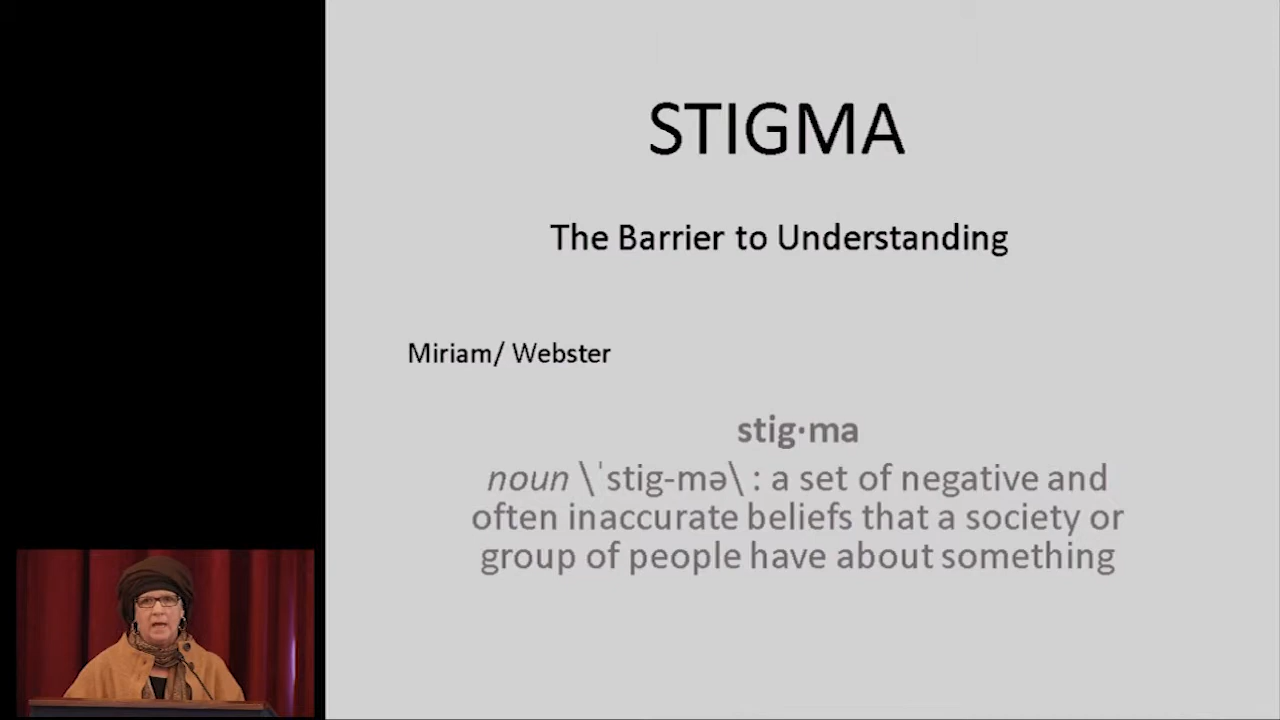 STIGMA
The Barrier to Understanding
Miriam/ Webster
stig·ma
noun \ˈstig-mə\ : a set of negative and
often inaccurate beliefs that a society or
group of people have about something